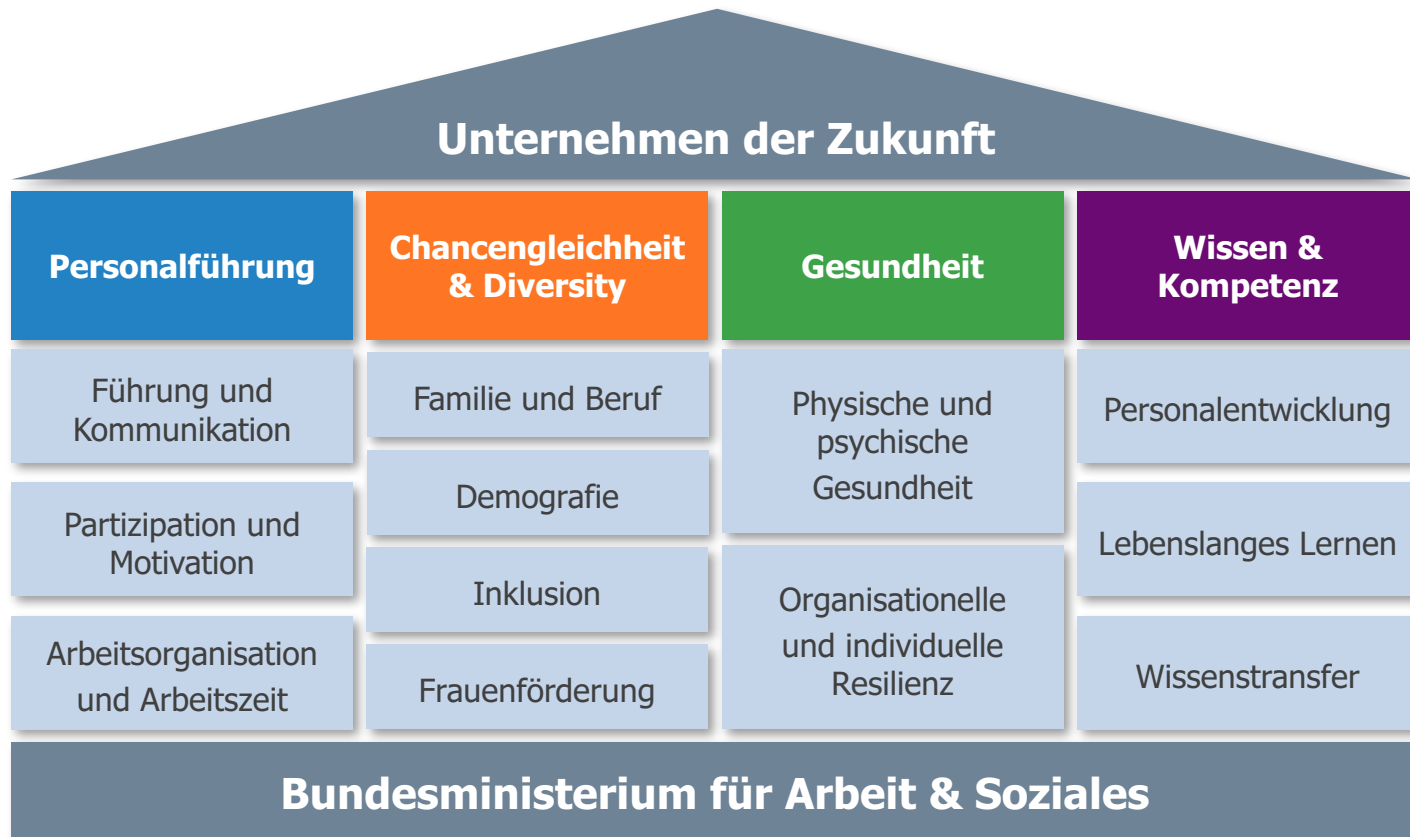 Unternehmen der Zukunft
Personalführung
Führung und
Kommunikation
Partizipation und
Motivation
Arbeitsorganisation
und Arbeitszeit
Chancengleichheit
& Diversity
Familie und Beruf
Demografie
Inklusion
Frauenförderung
Gesundheit
Physische und
psychische
Gesundheit
Organisationelle
und individuelle
Resilienz
Wissen &
Kompetenz
Personalentwicklung
Lebenslanges Lernen
Wissenstransfer
Bundesministerium für Arbeit & Soziales